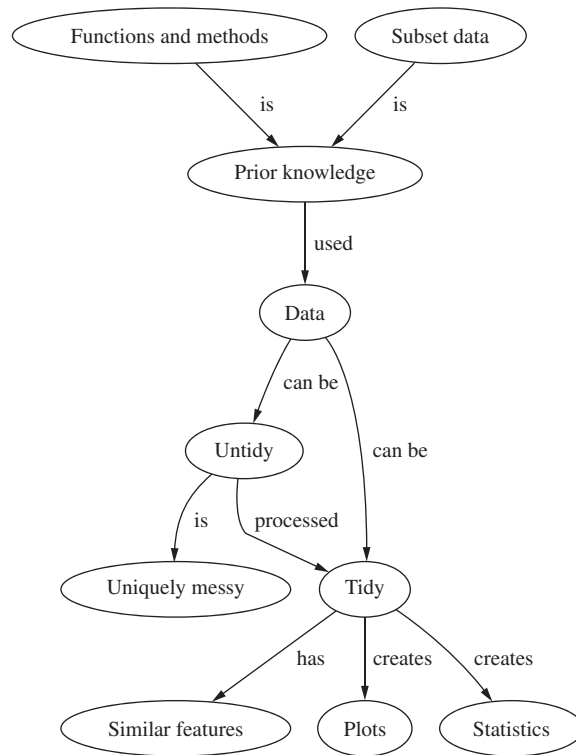 Functions and methods
Subset data
is
is
Prior knowledge
used
Data
can be
Untidy
can be
is
processed
Uniquely messy
Tidy
has
creates
creates
Similar features
Plots
Statistics